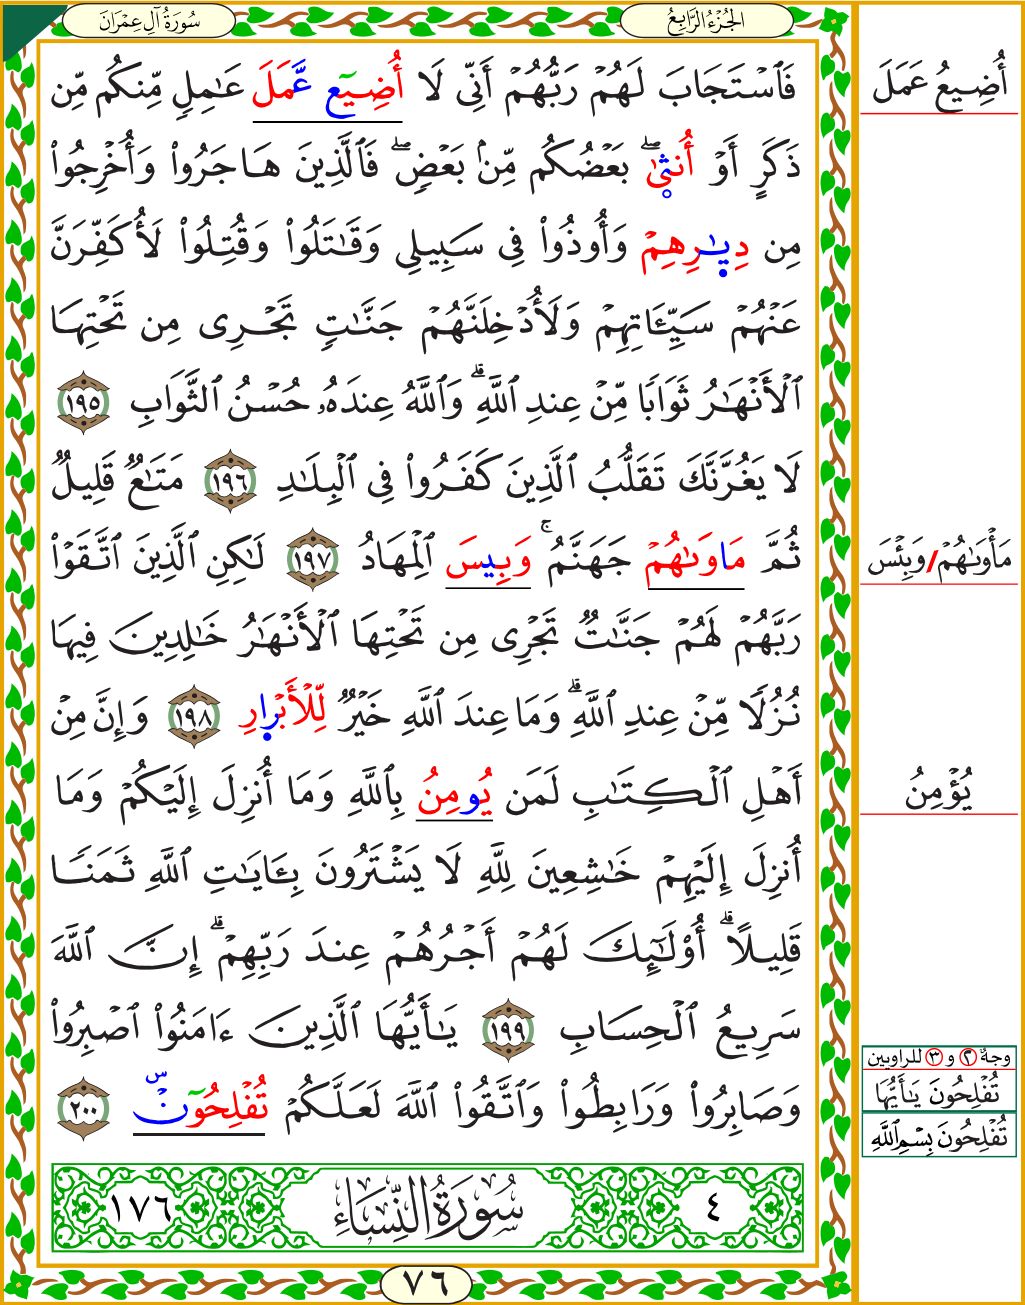 سُورَةُ آلِ عِمۡرَان
الجُزْءُ الرَّابِعُ
فَٱسۡتَجَابَ لَهُمۡ رَبُّهُمۡ أَنِّي لَا أُضِيٓع عَّمَلَ عَٰمِلٖ مِّنكُم مِّن
ذَكَرٍ أَوۡ أُنثَىٰۖ بَعۡضُكُم مِّنۢ بَعۡضٖۖ فَٱلَّذِينَ هَاجَرُواْ وَأُخۡرِجُواْ
مِن دِيَٰرِهِمۡ وَأُوذُواْ فِي سَبِيلِي وَقَٰتَلُواْ وَقُتِلُواْ لَأُكَفِّرَنَّ
عَنۡهُمۡ سَيِّـَٔاتِهِمۡ وَلَأُدۡخِلَنَّهُمۡ جَنَّٰتٖ تَجۡرِي مِن تَحۡتِهَا
ٱلۡأَنۡهَٰرُ ثَوَابٗا مِّنۡ عِندِ ٱللَّهِۚ وَٱللَّهُ عِندَهُۥ حُسۡنُ ٱلثَّوَابِ ١٩٥
لَا يَغُرَّنَّكَ تَقَلُّبُ ٱلَّذِينَ كَفَرُواْ فِي ٱلۡبِلَٰدِ ١٩٦ مَتَٰعٞ قَلِيلٞ
ثُمَّ مَاوَىٰهُمۡ جَهَنَّمُۚ وَبِيسَ ٱلۡمِهَادُ ١٩٧ لَٰكِنِ ٱلَّذِينَ ٱتَّقَوۡاْ
رَبَّهُمۡ لَهُمۡ جَنَّٰتٞ تَجۡرِي مِن تَحۡتِهَا ٱلۡأَنۡهَٰرُ خَٰلِدِينَ فِيهَا
نُزُلٗا مِّنۡ عِندِ ٱللَّهِۗ وَمَا عِندَ ٱللَّهِ خَيۡرٞ لِّلۡأَبۡرَارِ ١٩٨ وَإِنَّ مِنۡ
أَهۡلِ ٱلۡكِتَٰبِ لَمَن يُومِنُ بِٱللَّهِ وَمَا أُنزِلَ إِلَيۡكُمۡ وَمَا
أُنزِلَ إِلَيۡهِمۡ خَٰشِعِينَ لِلَّهِ لَا يَشۡتَرُونَ بِـَٔايَٰتِ ٱللَّهِ ثَمَنٗا
قَلِيلًاۗ أُوْلَٰٓئِكَ لَهُمۡ أَجۡرُهُمۡ عِندَ رَبِّهِمۡۗ إِنَّ ٱللَّهَ
سَرِيعُ ٱلۡحِسَابِ ١٩٩ يَٰأَيُّهَا ٱلَّذِينَ ءَامَنُواْ ٱصۡبِرُواْ
وَصَابِرُواْ وَرَابِطُواْ وَٱتَّقُواْ ٱللَّهَ لَعَلَّكُمۡ تُفۡلِحُوٓنۡۜ ٢٠٠
٤ سُورَةُ النِّسَاءِ ١٧٦
٧٦
أُضِيعُ عَمَلَ
مَأۡوَىٰهُمۡ/وَبِئۡسَ
يُؤۡمِنُ
وجهٌ ٢ و ٣ للراويين
تُفۡلِحُونَ يَٰأَيُّهَا
تُفۡلِحُونَ بِسۡمِ ٱللَّهِ